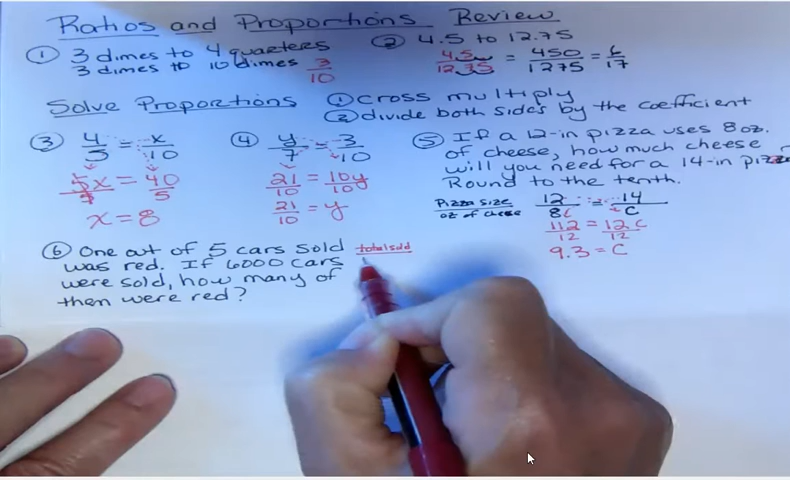 Ratios and Proportions Review
① 3 dimes to 4 quarters
3 dimes to 10 dimes 3/10
② 4.5 to 12.75
4.5/12.75 = 450/1275 = 6/17
Solve Proportions
① cross multiply
② divide both sides by the coefficient
③ 4/5 = x/10
5x/5 = 40/5
x = 8
④ y/7 = 3/10
21/10 = 10y/10
21/10 = y
⑤ If a 12-in pizza uses 8 oz.
of cheese, how much cheese
will you need for a 14-in pizza
Round to the tenth.
Pizza size/oz of cheese 12/8 = 14/c
112/12 = 12c/12
9.3 = c
⑥ One out of 5 cars sold
was red. If 6000 cars
were sold, how many of
them were red?
total sold